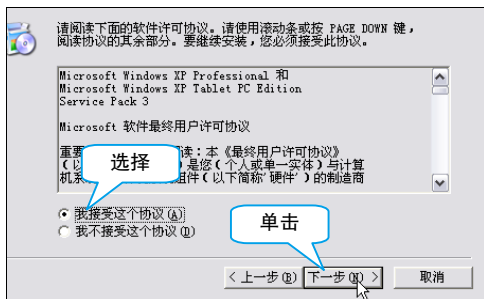 请阅读下面的软件许可协议。请使用滚动条或按 PAGE DOWN 键，
阅读协议的其余部分。要继续安装，您必须接受此协议。
Microsoft Windows XP Professional 和
Microsoft Windows XP Tablet PC Edition
Service Pack 3
Microsoft 软件最终用户许可协议
重要 读：本《最终用户许可协议》
（以 是您（个人或单一实体）与计算
机系 组件（以下简称"硬件"）的制造商
选择
我接受这个协议(A)
我不接受这个协议(D)
单击
< 上一步(B)
下一步(N) >
取消